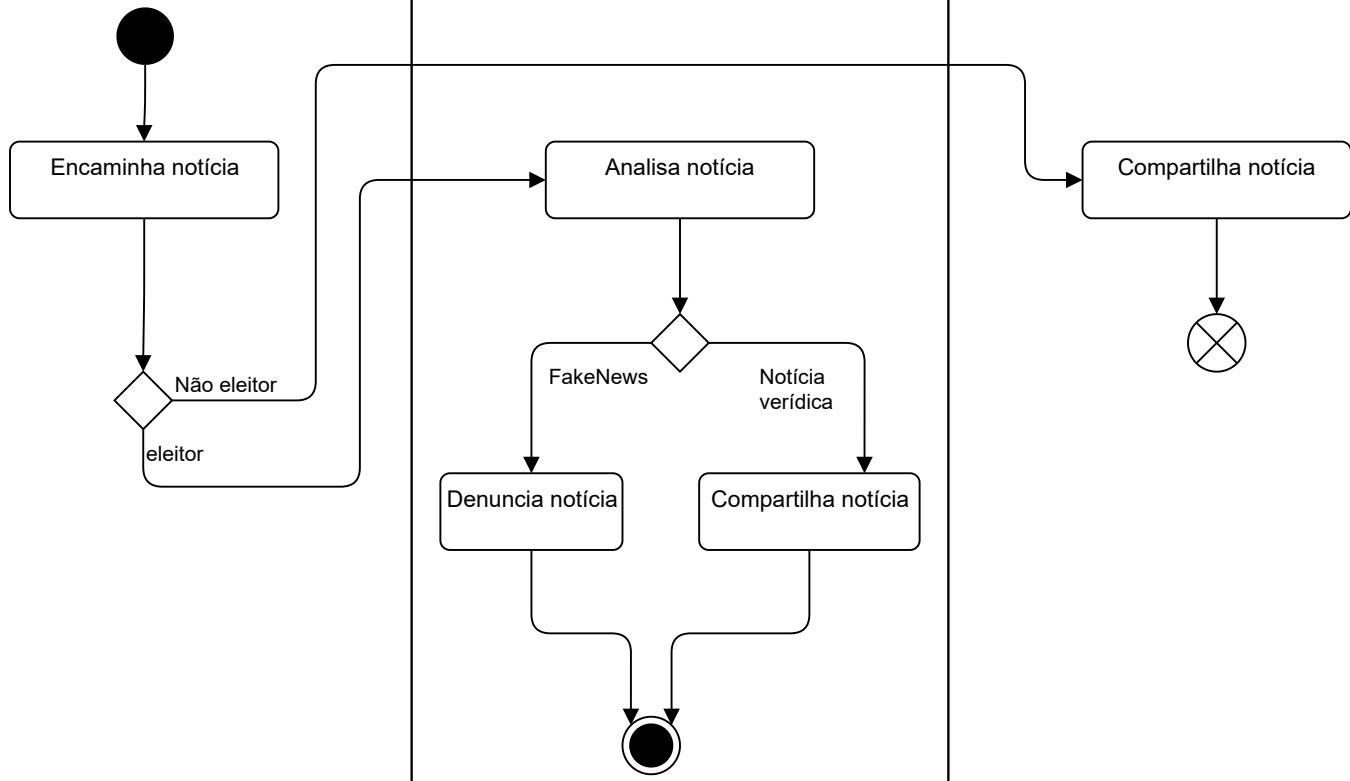 Encaminha notícia
Analisa notícia
Compartilha notícia
Não eleitor
eleitor
FakeNews
Notícia
verídica
Denuncia notícia
Compartilha notícia